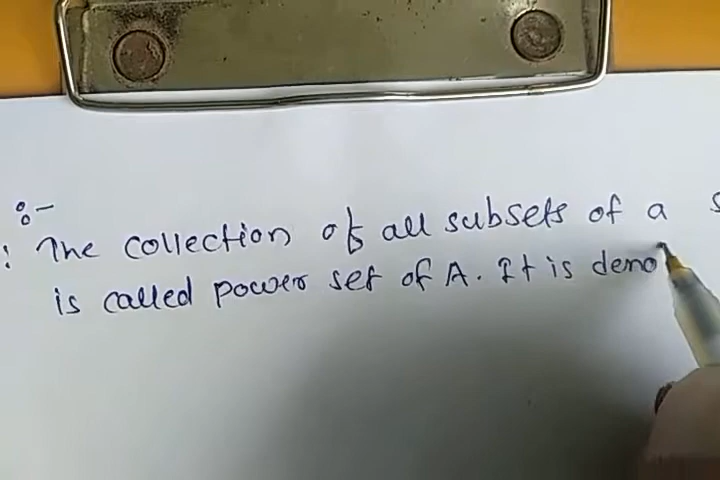 :-
: The collection of all subsets of a s
is called power set of A. It is deno